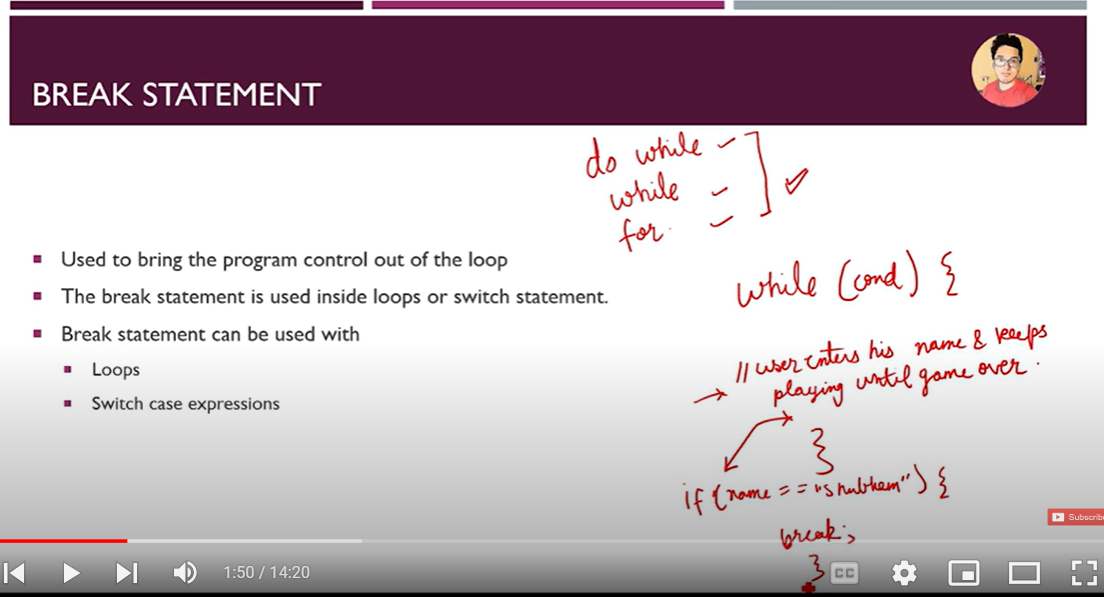 BREAK STATEMENT
do while
while
for
Used to bring the program control out of the loop
The break statement is used inside loops or switch statement.
Break statement can be used with
Loops
Switch case expressions
while (cond) {
// user enters his name & keeps
playing until game over.
}
if (name == "Shubham") {
break;
}
Subscribe
1:50 / 14:20
CC